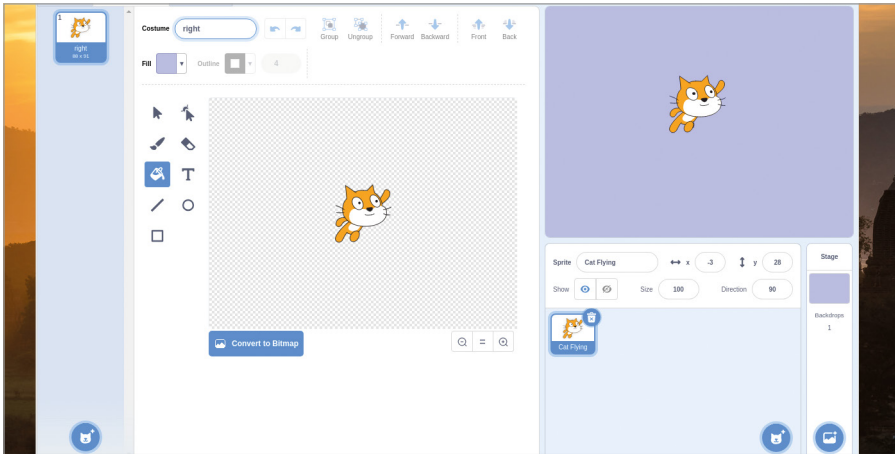 1
right
88 x 91
Costume right
Group Ungroup Forward Backward Front Back
Fill Outline 4
T
Convert to Bitmap
Sprite Cat Flying x -3 y 28
Show Size 100 Direction 90
Cat Flying
Stage
Backdrops
1